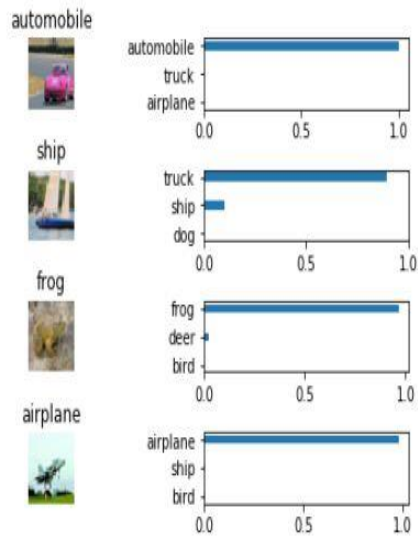 automobile
automobile
truck
airplane
0.0 0.5 1.0
ship
truck
ship
dog
0.0 0.5 1.0
frog
frog
deer
bird
0.0 0.5 1.0
airplane
airplane
ship
bird
0.0 0.5 1.0